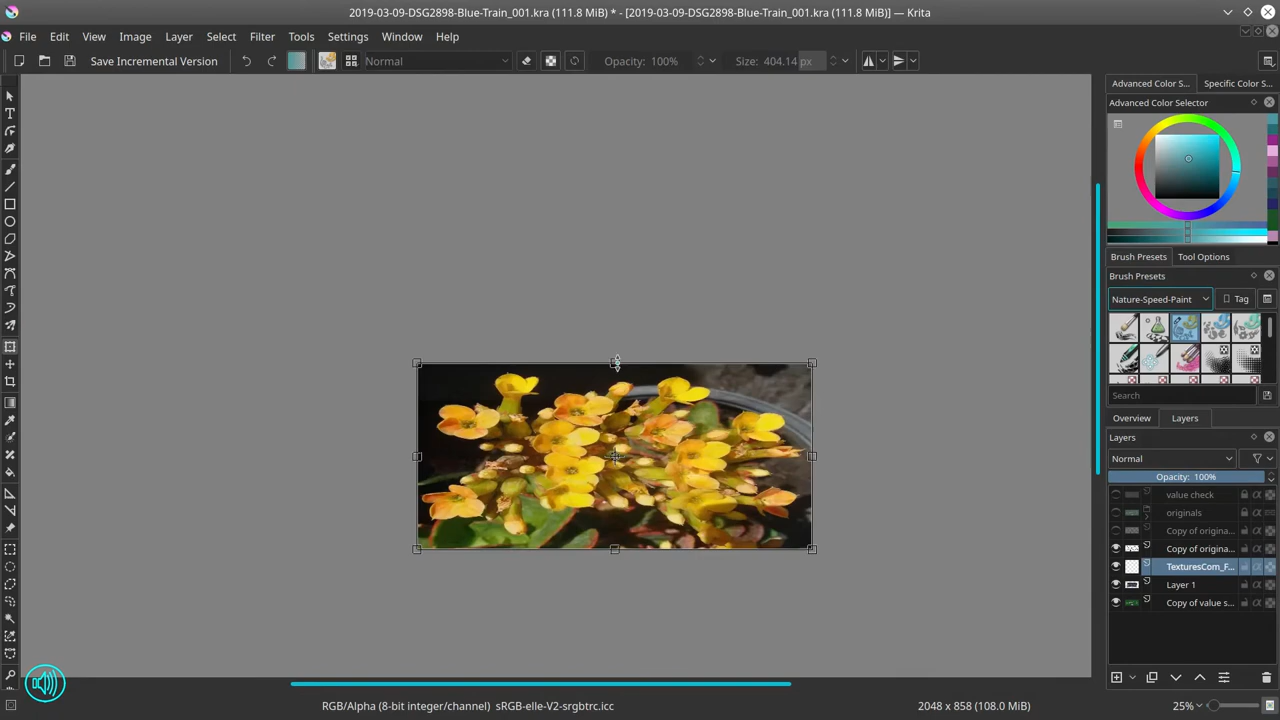 2019-03-09-DSG2898-Blue-Train_001.kra (111.8 MiB) * - [2019-03-09-DSG2898-Blue-Train_001.kra (111.8 MiB)] — Krita
File Edit View Image Layer Select Filter Tools Settings Window Help
Save Incremental Version Normal Opacity: 100% Size: 404.14 px
Advanced Color S... Specific Color S...
Advanced Color Selector
Brush Presets Tool Options
Brush Presets
Nature-Speed-Paint Tag
Search
Overview Layers
Layers
Normal
Opacity: 100%
value check
originals
Copy of origina...
Copy of origina...
TexturesCom_F...
Layer 1
Copy of value s...
RGB/Alpha (8-bit integer/channel) sRGB-elle-V2-srgbtrc.icc 2048 x 858 (108.0 MiB) 25%